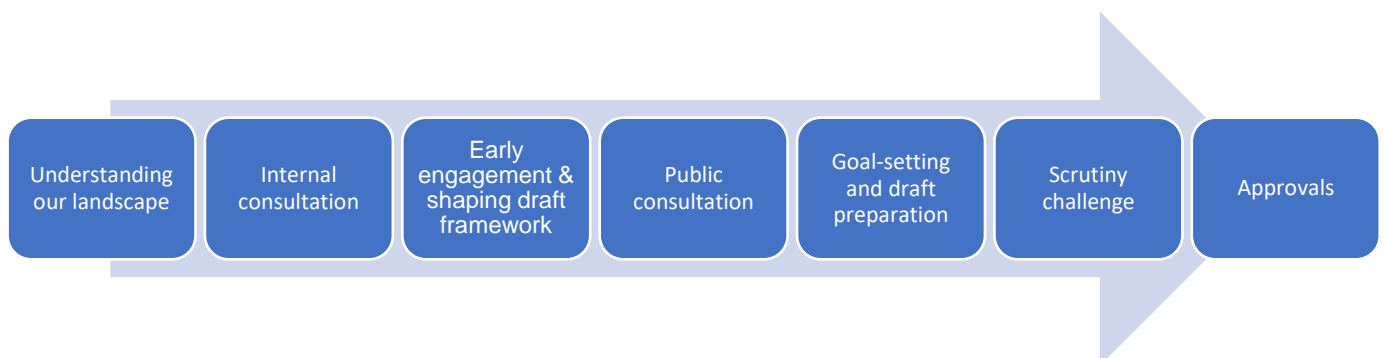 Understanding
our landscape
Internal
consultation
Early
engagement &
shaping draft
framework
Public
consultation
Goal-setting
and draft
preparation
Scrutiny
challenge
Approvals